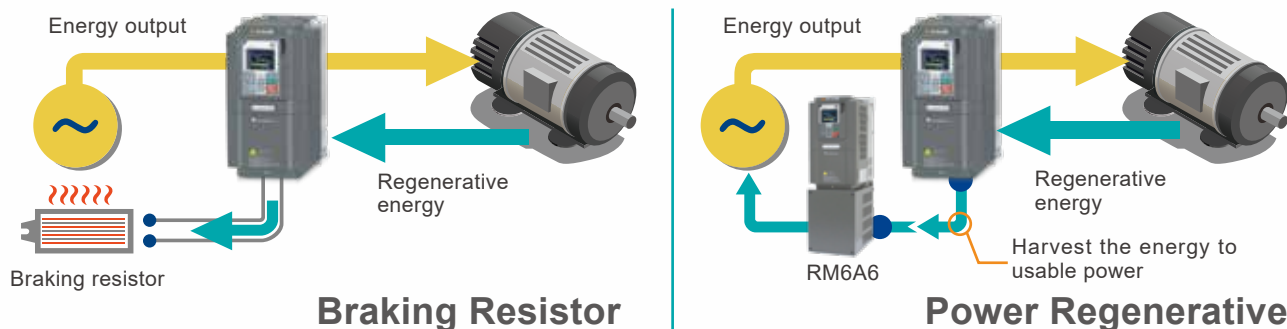 Energy output
Regenerative
energy
Braking resistor
Braking Resistor
Energy output
Regenerative
energy
Harvest the energy to
usable power
RM6A6
Power Regenerative